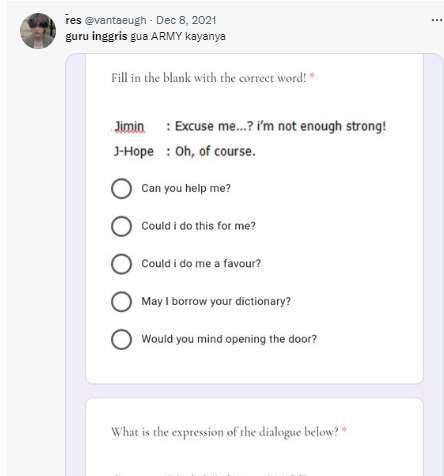 res @vantaeugh · Dec 8, 2021
guru inggris gua ARMY kayanya
Fill in the blank with the correct word! *
Jimin : Excuse me...? i'm not enough strong!
J-Hope : Oh, of course.
Can you help me?
Could i do this for me?
Could i do me a favour?
May I borrow your dictionary?
Would you mind opening the door?
What is the expression of the dialogue below? *